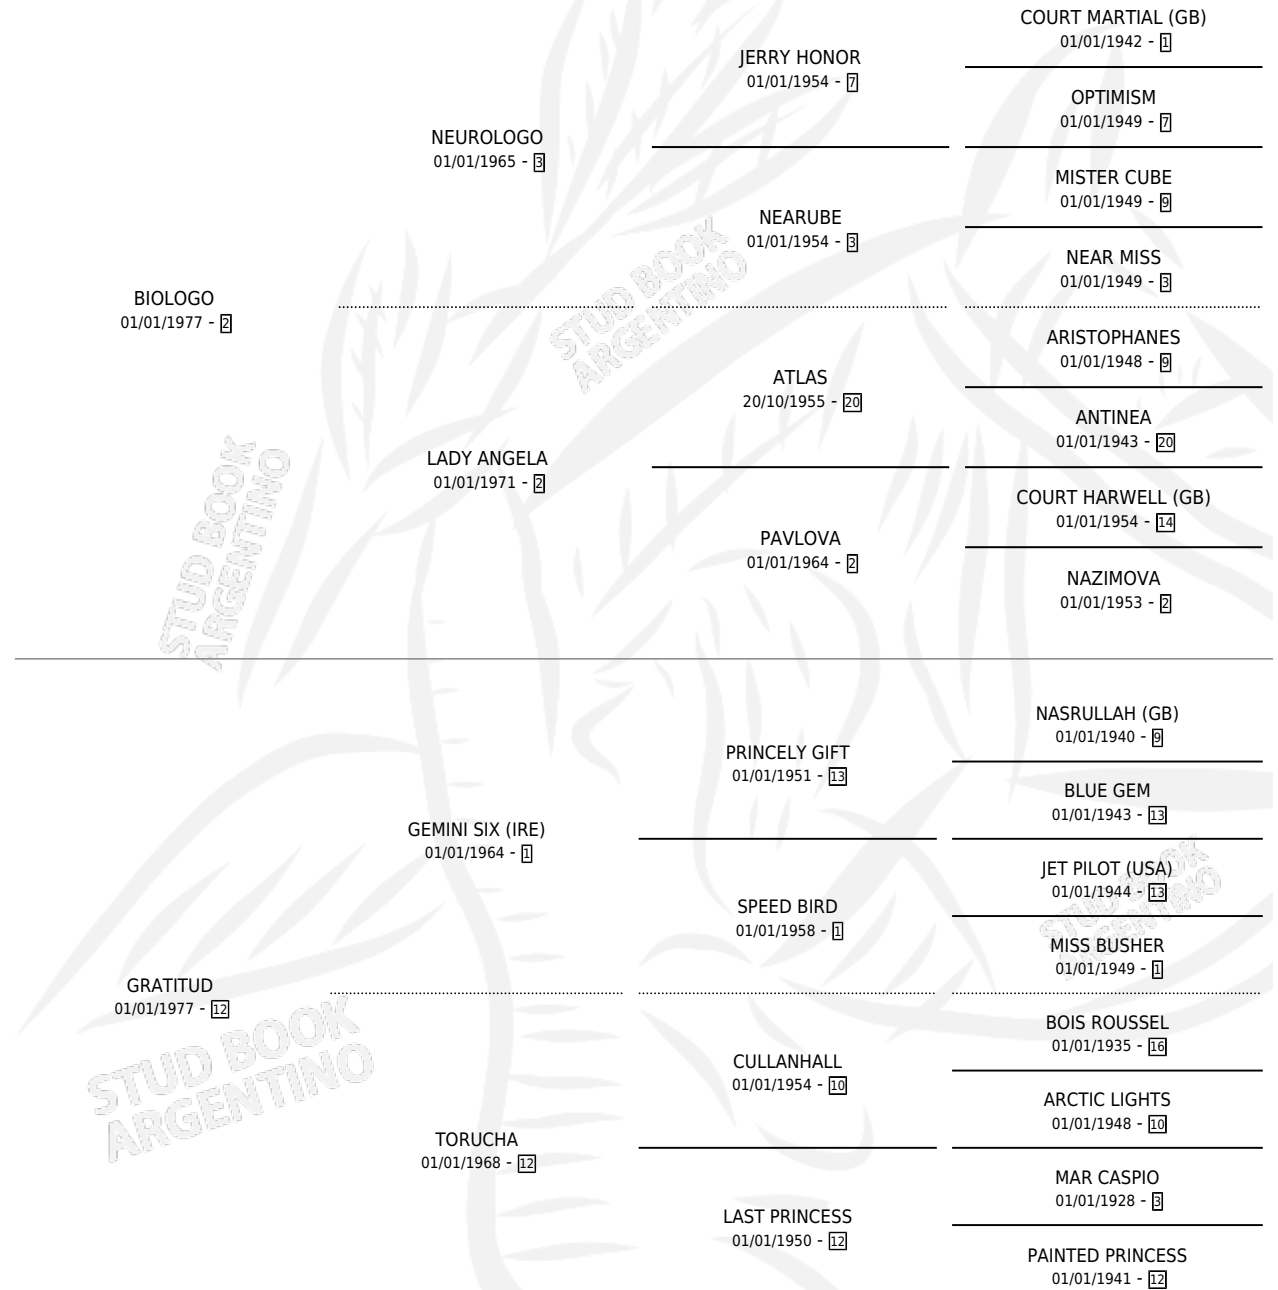 COURT MARTIAL (GB)
01/01/1942 - 1
JERRY HONOR
01/01/1954 - 7
OPTIMISM
01/01/1949 - 7
NEUROLOGO
01/01/1965 - 3
MISTER CUBE
01/01/1949 - 9
NEARUBE
01/01/1954 - 3
NEAR MISS
01/01/1949 - 3
BIOLOGO
01/01/1977 - 2
STUD BOOK
ARGENTINO
ARISTOPHANES
01/01/1948 - 9
ATLAS
20/10/1955 - 20
ANTINEA
01/01/1943 - 20
LADY ANGELA
01/01/1971 - 2
COURT HARWELL (GB)
01/01/1954 - 14
PAVLOVA
01/01/1964 - 2
NAZIMOVA
01/01/1953 - 2
STUD BOOK
ARGENTINO
NASRULLAH (GB)
01/01/1940 - 9
PRINCELY GIFT
01/01/1951 - 13
BLUE GEM
01/01/1943 - 13
GEMINI SIX (IRE)
01/01/1964 - 1
JET PILOT (USA)
01/01/1944 - 13
SPEED BIRD
01/01/1958 - 1
STUD BOOK
ARGENTINO
MISS BUSHER
01/01/1949 - 1
GRATITUD
01/01/1977 - 12
BOIS ROUSSEL
01/01/1935 - 16
CULLANHALL
01/01/1954 - 10
ARCTIC LIGHTS
01/01/1948 - 10
STUD BOOK
ARGENTINO
TORUCHA
01/01/1968 - 12
MAR CASPIO
01/01/1928 - 3
LAST PRINCESS
01/01/1950 - 12
PAINTED PRINCESS
01/01/1941 - 12